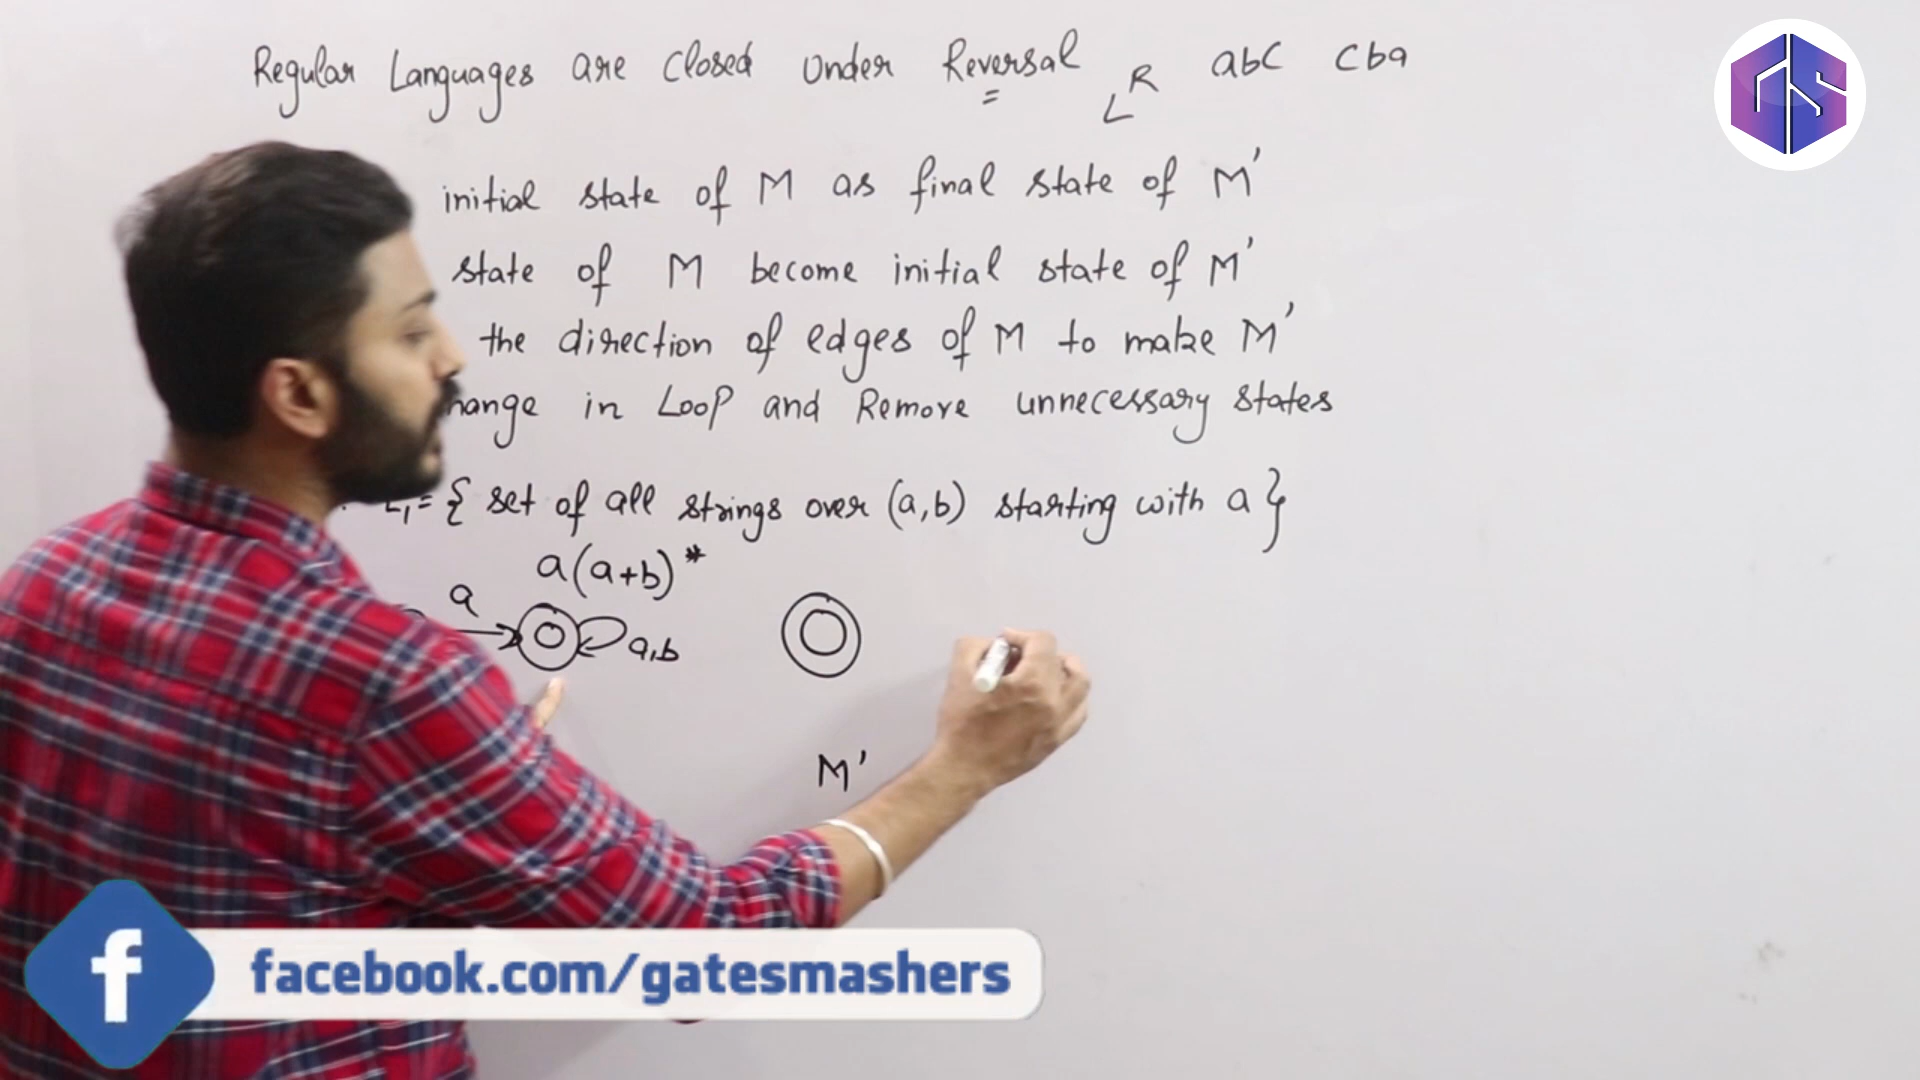 Regular Languages are Closed Under Reversal L^R abc cba
initial state of M as final state of M'
state of M become initial state of M'
the direction of edges of M to make M'
hange in Loop and Remove unnecessary states
L₁ = { set of all strings over (a,b) starting with a }
a(a+b)*
a
a,b
M'
f facebook.com/gatesmashers